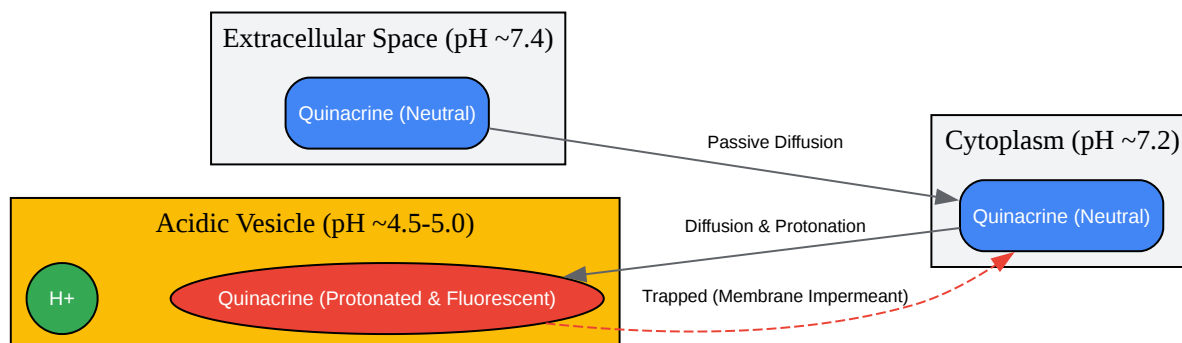 Extracellular Space (pH ~7.4)
Quinacrine (Neutral)
Passive Diffusion
Cytoplasm (pH ~7.2)
Quinacrine (Neutral)
Diffusion & Protonation
Acidic Vesicle (pH ~4.5-5.0)
H+
Quinacrine (Protonated & Fluorescent)
Trapped (Membrane Impermeant)